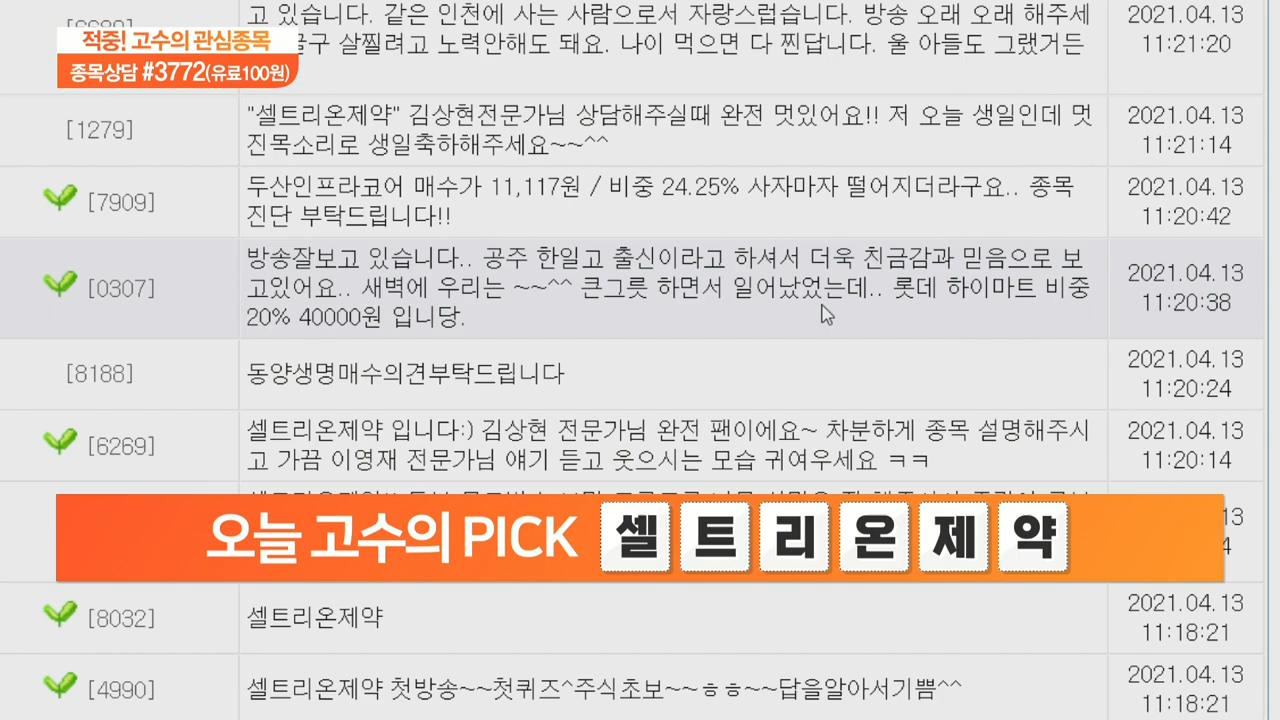 고 있습니다. 같은 인천에 사는 사람으로서 자랑스럽습니다. 방송 오래 오래 해주세
2021.04.13
적중! 고수의 관심종목
살찔려고 노력안해도 돼요. 나이 먹으면 다 찐답니다. 울 아들도 그랬거든
11:21:20
종목상담 #3772(유료100원)
[1279]
"셀트리온제약" 김상현전문가님 상담해주실때 완전 멋있어요!! 저 오늘 생일인데 멋
진목소리로 생일축하해주세요~~^^
2021.04.13
11:21:14
[7909]
두산인프라코어 매수가 11,117원 / 비중 24.25% 사자마자 떨어지더라구요.. 종목
진단 부탁드립니다!!
2021.04.13
11:20:42
[0307]
방송잘보고 있습니다.. 공주 한일고 출신이라고 하셔서 더욱 친금감과 믿음으로 보
고있어요.. 새벽에 우리는 ~~^^ 큰그릇 하면서 일어났었는데.. 롯데 하이마트 비중
20% 40000원 입니당.
2021.04.13
11:20:38
[8188]
동양생명매수의견부탁드립니다
2021.04.13
11:20:24
[6269]
셀트리온제약 입니다:) 김상현 전문가님 완전 팬이에요~ 차분하게 종목 설명해주시
고 가끔 이영재 전문가님 얘기 듣고 웃으시는 모습 귀여우세요 ㅋㅋ
2021.04.13
11:20:14
오늘 고수의 PICK 셀트리온제약
[8032]
셀트리온제약
2021.04.13
11:18:21
[4990]
셀트리온제약 첫방송~~첫퀴즈^주식초보~~ㅎㅎ~~답을알아서기쁨^^
2021.04.13
11:18:21